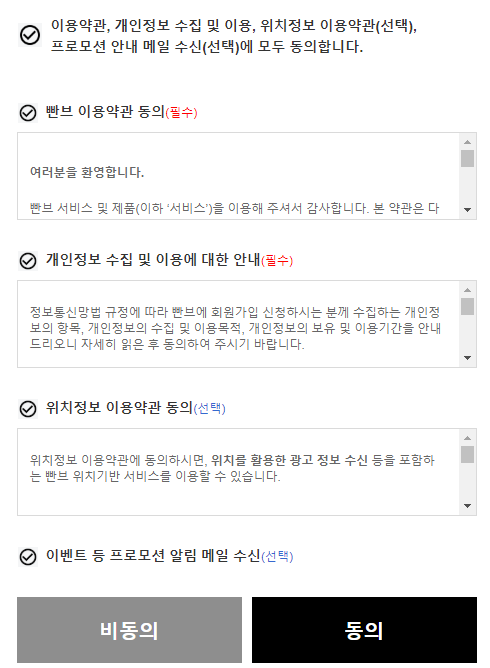 이용약관, 개인정보 수집 및 이용, 위치정보 이용약관(선택),
프로모션 안내 메일 수신(선택)에 모두 동의합니다.
빤브 이용약관 동의(필수)
여러분을 환영합니다.
빤브 서비스 및 제품(이하 ‘서비스’)을 이용해 주셔서 감사합니다. 본 약관은 다
개인정보 수집 및 이용에 대한 안내(필수)
정보통신망법 규정에 따라 빤브에 회원가입 신청하시는 분께 수집하는 개인정
보의 항목, 개인정보의 수집 및 이용목적, 개인정보의 보유 및 이용기간을 안내
드리오니 자세히 읽은 후 동의하여 주시기 바랍니다.
위치정보 이용약관 동의(선택)
위치정보 이용약관에 동의하시면, 위치를 활용한 광고 정보 수신 등을 포함하
는 빤브 위치기반 서비스를 이용할 수 있습니다.
이벤트 등 프로모션 알림 메일 수신(선택)
비동의
동의